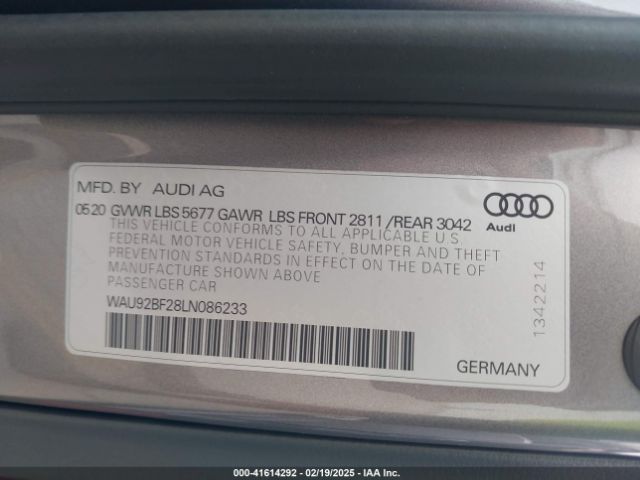 MFD. BY AUDI AG
Audi
0520 GVWR LBS 5677 GAWR LBS FRONT 2811 /REAR 3042
THIS VEHICLE CONFORMS TO ALL APPLICABLE U.S.
FEDERAL MOTOR VEHICLE SAFETY, BUMPER AND THEFT
PREVENTION STANDARDS IN EFFECT ON THE DATE OF
MANUFACTURE SHOWN ABOVE
PASSENGER CAR
WAU92BF28LN086233
1342214
GERMANY
000-41614292 - 02/19/2025 - IAA Inc.